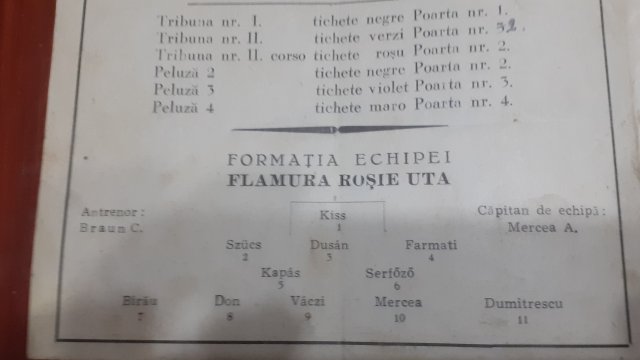 Tribuna nr. I. tichete negre Poarta nr. 1.
Tribuna nr. II. tichete verzi Poarta nr. 2.
Tribuna nr. II. corso tichete roșu Poarta nr. 2.
Peluză 2 tichete negre Poarta nr. 2.
Peluză 3 tichete violet Poarta nr. 3.
Peluză 4 tichete maro Poarta nr. 4.
FORMAȚIA ECHIPEI
FLAMURA ROȘIE UTA
Antrenor:
Braun C.
Kiss
1
Căpitan de echipă:
Mercea A.
Szücs Dusán Farmati
2 3 4
Kapás Serfőző
5 6
Birău Don Váczi Mercea Dumitrescu
7 8 9 10 11